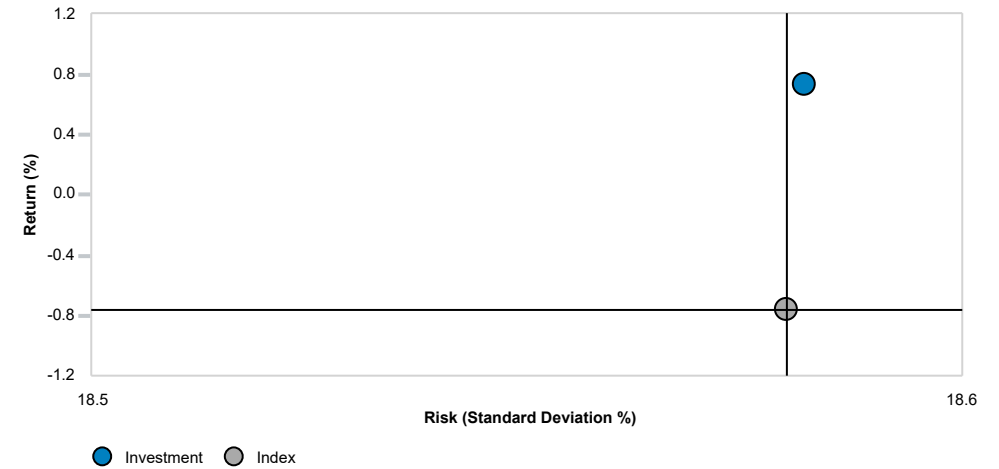 1.2
0.8
0.4
0.0
-0.4
-0.8
-1.2
Return (%)
18.5
18.6
Risk (Standard Deviation %)
Investment
Index